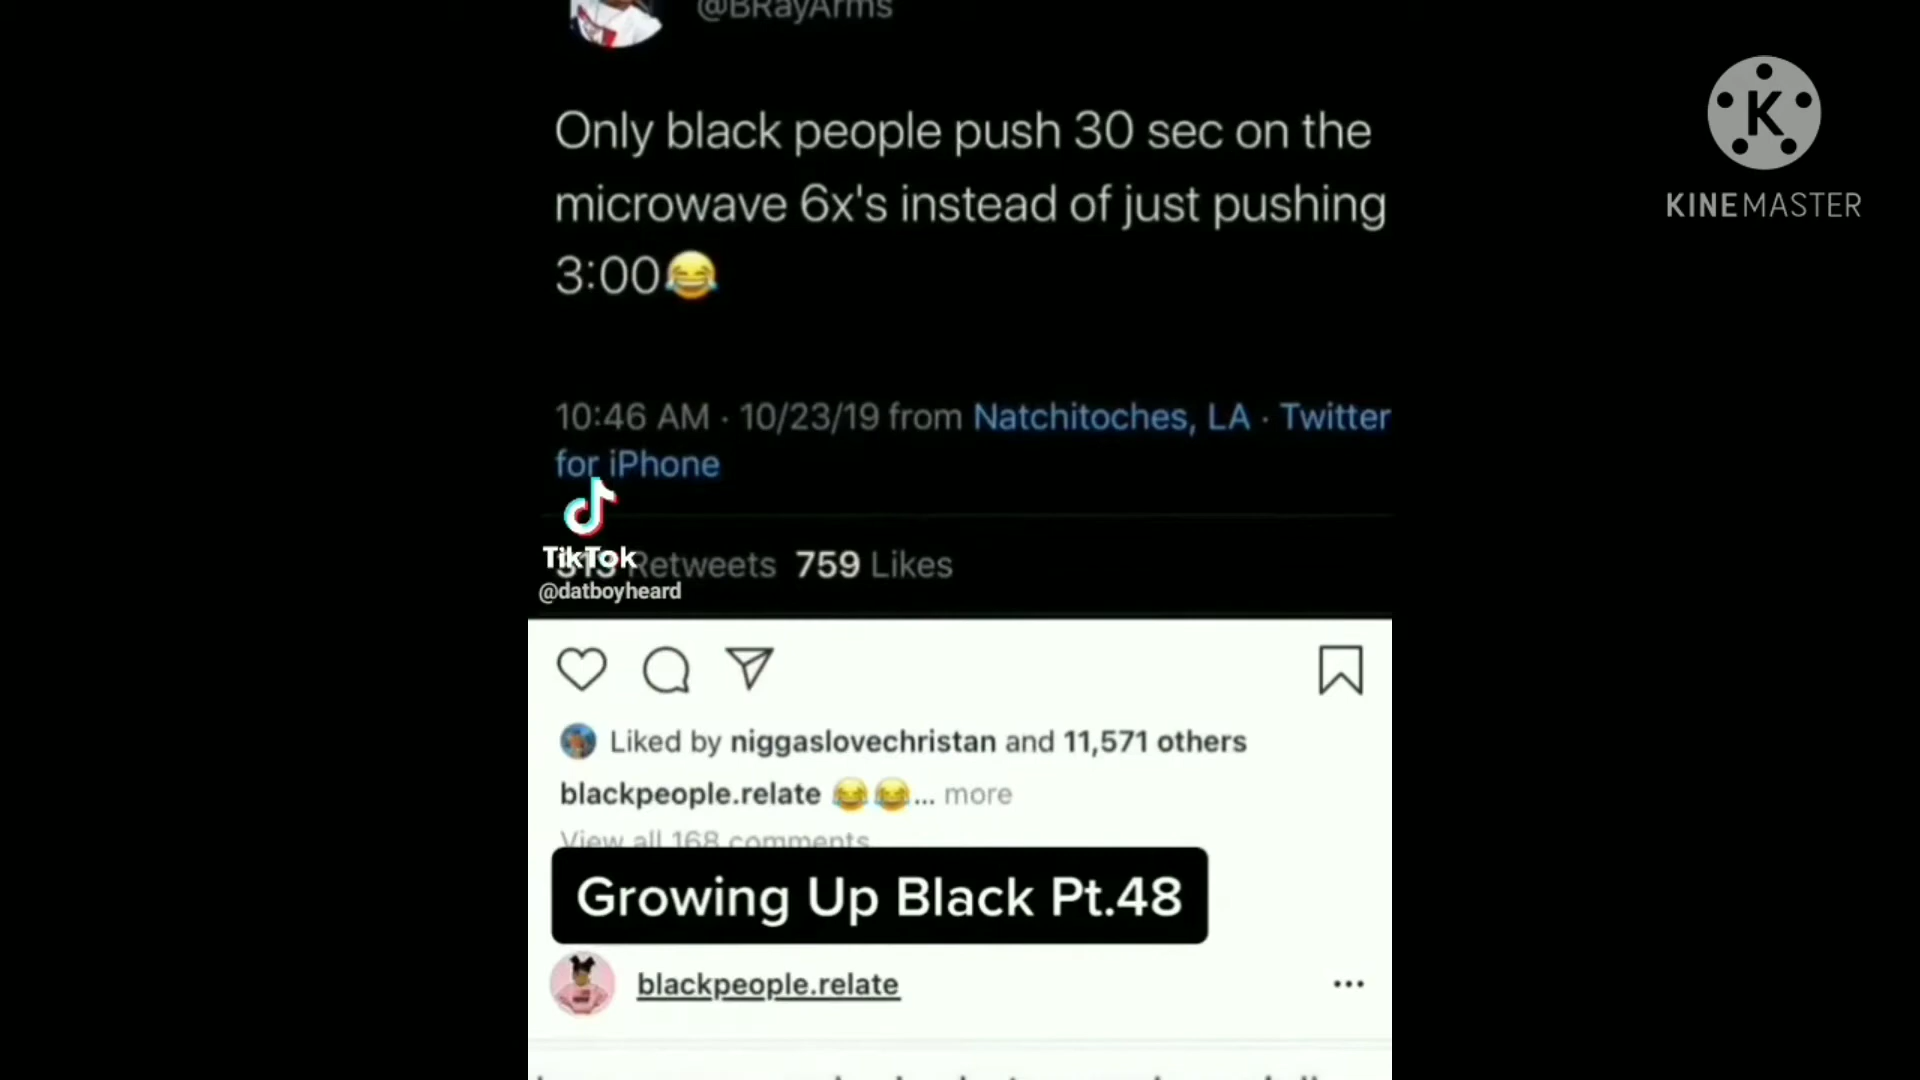 @BRayArms
Only black people push 30 sec on the
microwave 6x's instead of just pushing
3:00😂
KINEMASTER
10:46 AM · 10/23/19 from Natchitoches, LA · Twitter
for iPhone
TikTok
Retweets 759 Likes
@datboyheard
Liked by niggaslovechristan and 11,571 others
blackpeople.relate 😂😂... more
View all 168 comments
Growing Up Black Pt.48
blackpeople.relate